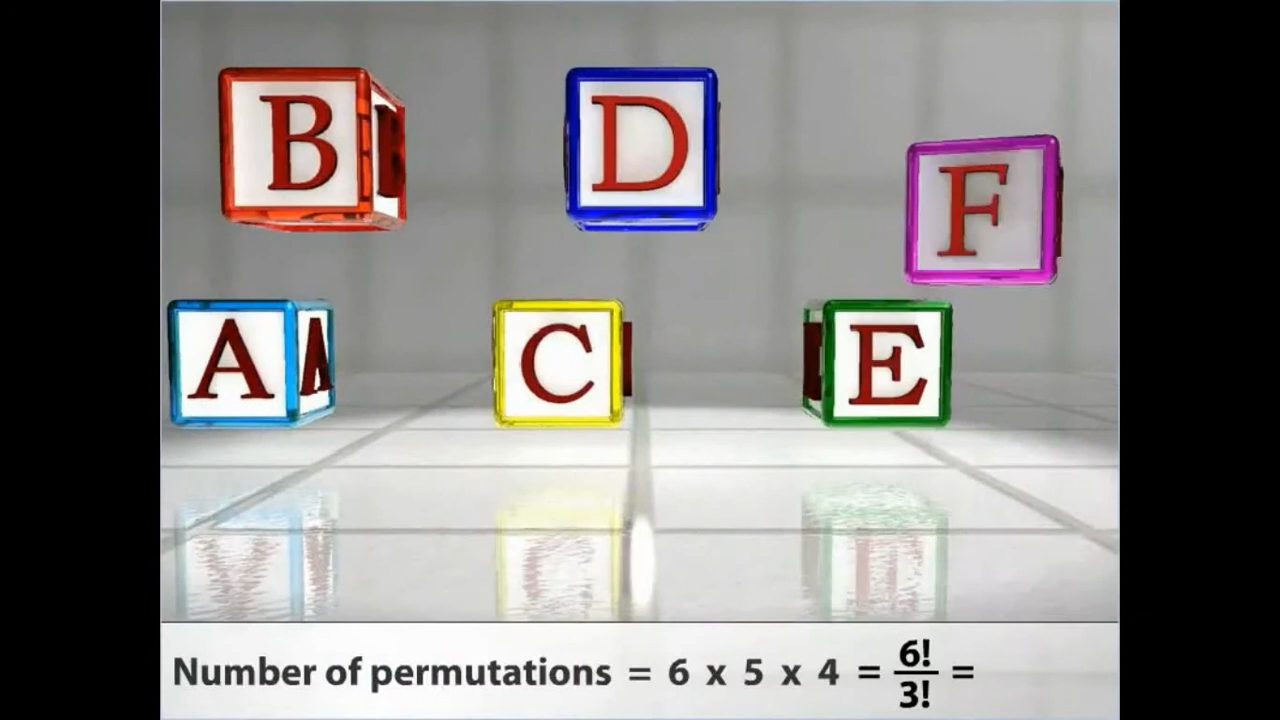 B D
F
A A C E
Number of permutations = 6 x 5 x 4 = 6!/3! =